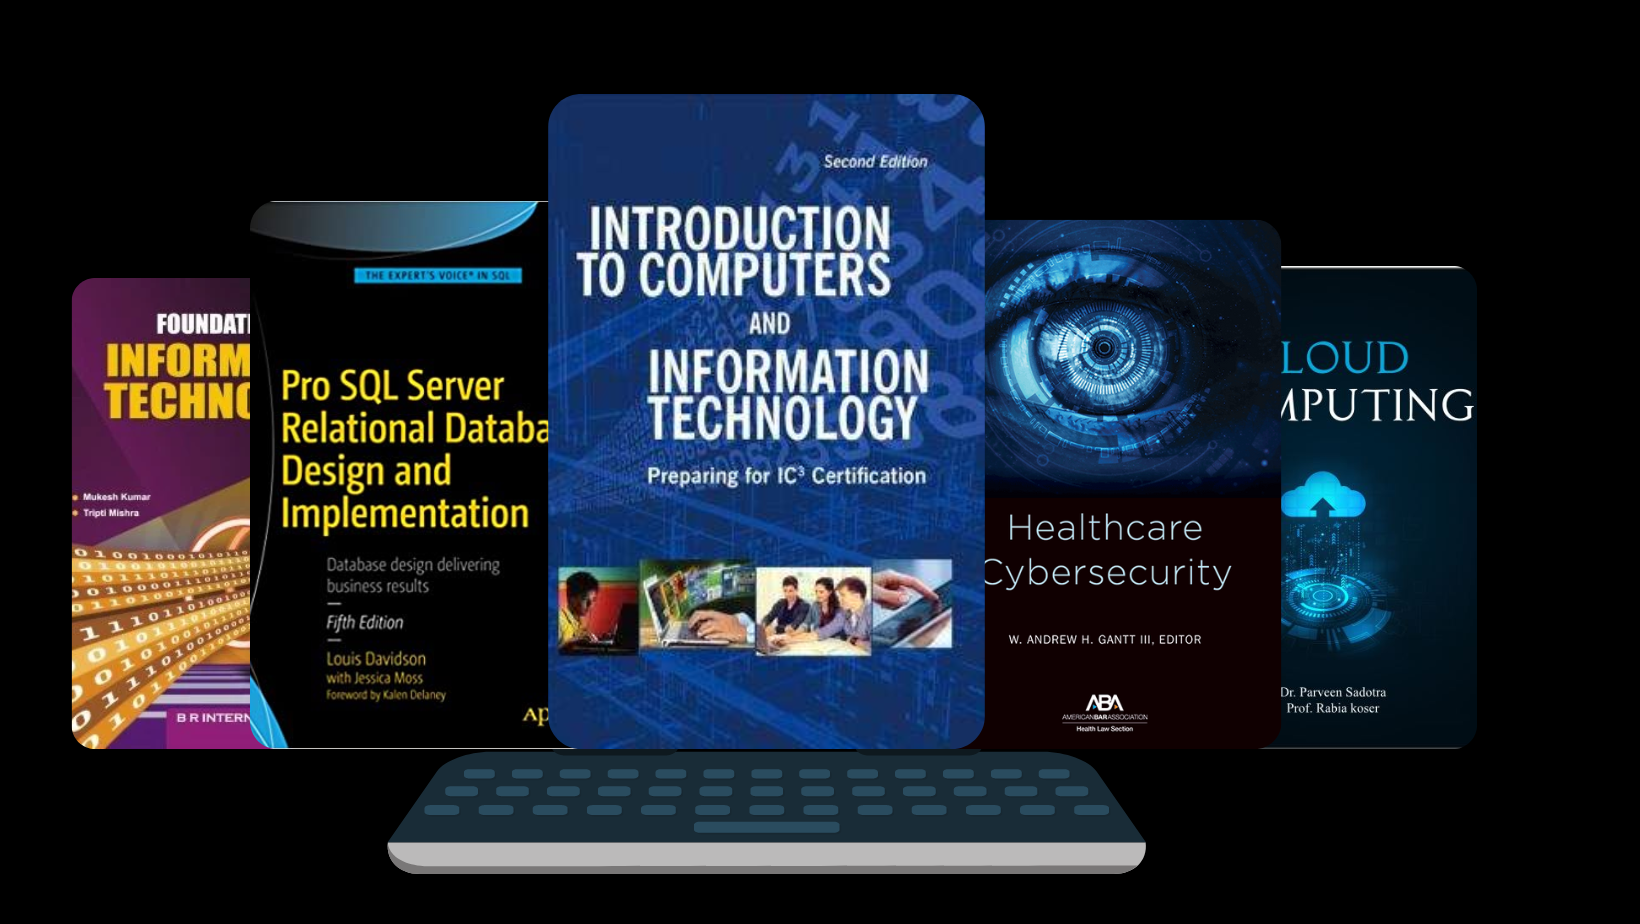 FOUNDATI
INFORM
TECHNO
Mukesh Kumar
Tripti Mishra
B R INTERN
THE EXPERT'S VOICE® IN SQL
Pro SQL Server
Relational Databa
Design and
Implementation
Database design delivering
business results
Fifth Edition
Louis Davidson
with Jessica Moss
Foreword by Kalen Delaney
Ap
Second Edition
INTRODUCTION
TO COMPUTERS
AND
INFORMATION
TECHNOLOGY
Preparing for IC³ Certification
Healthcare
Cybersecurity
W. ANDREW H. GANTT III, EDITOR
ABA
AMERICANBARASSOCIATION
Health Law Section
LOUD
MPUTING
Dr. Parveen Sadotra
Prof. Rabia koser